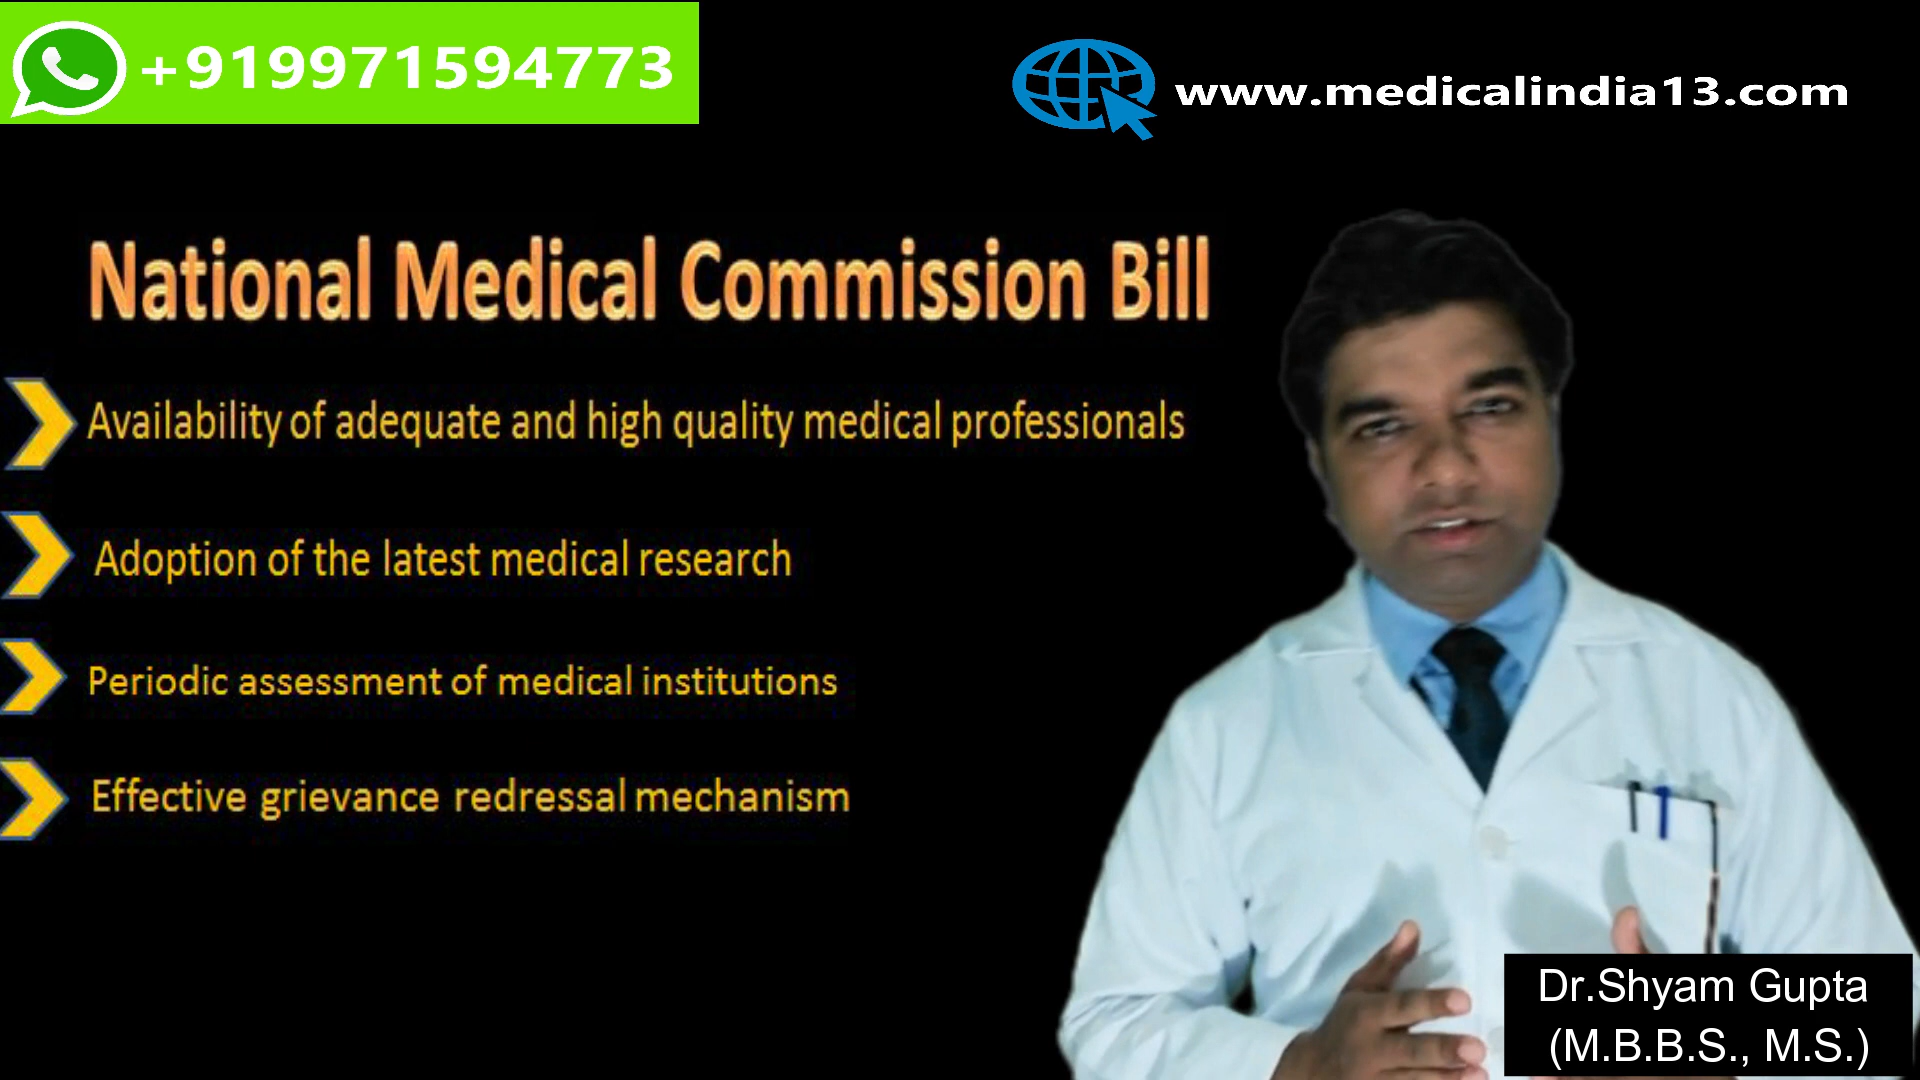 +919971594773
www.medicalindia13.com
National Medical Commission Bill
Availability of adequate and high quality medical professionals
Adoption of the latest medical research
Periodic assessment of medical institutions
Effective grievance redressal mechanism
Dr.Shyam Gupta
(M.B.B.S., M.S.)